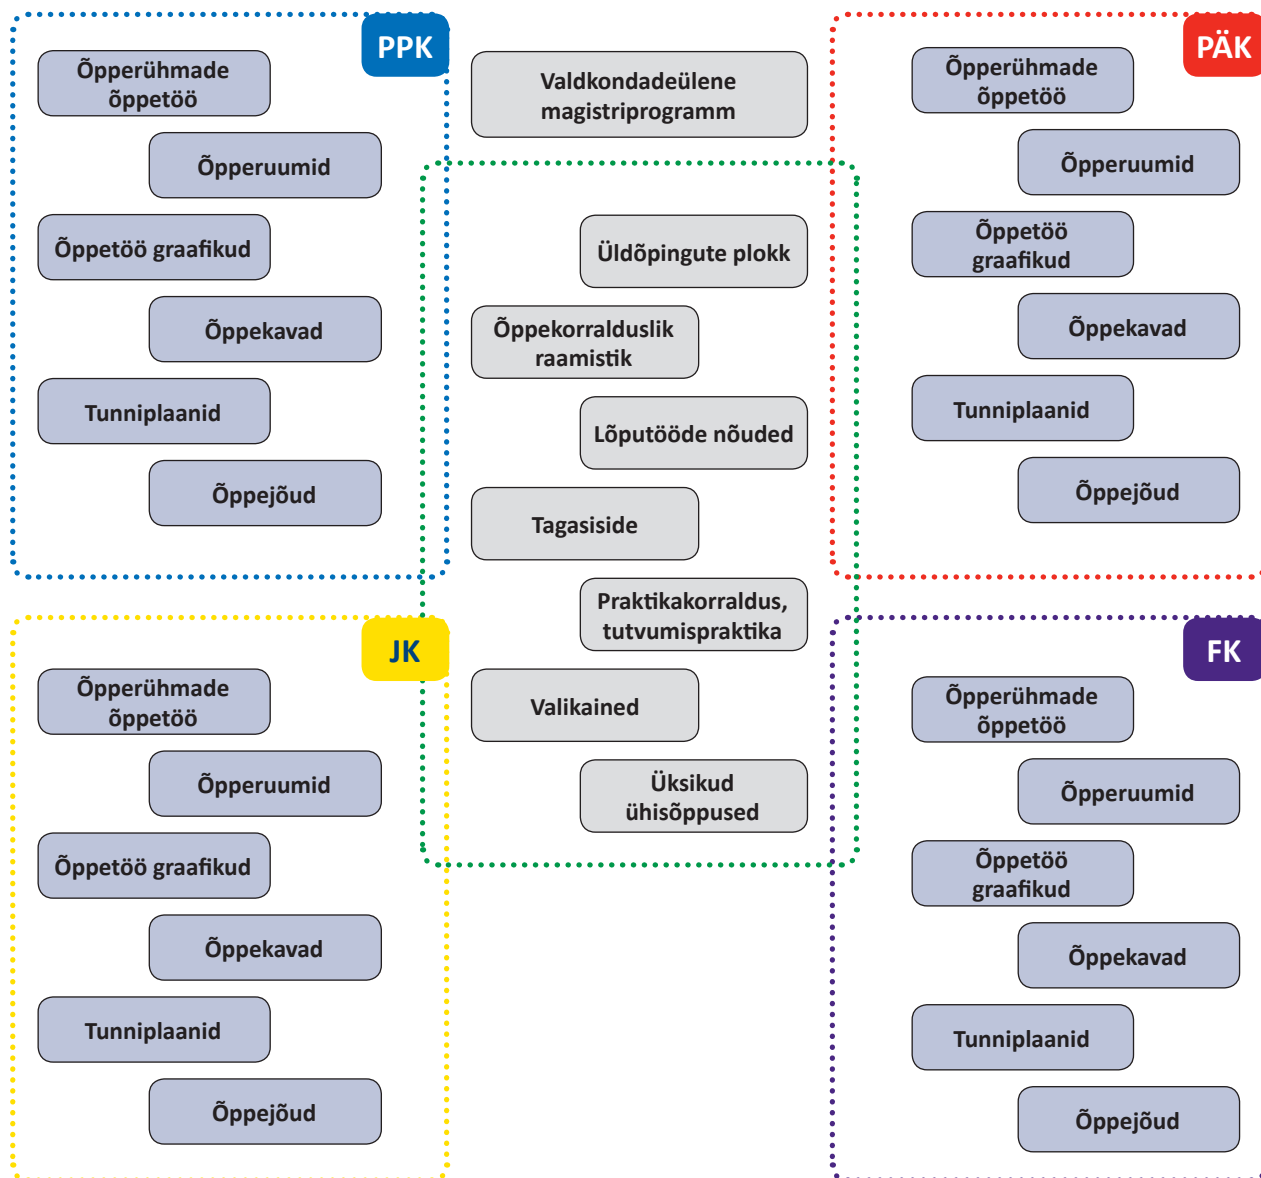 PPK
Õpperühmade
õppetöö
Õpperuumid
Õppetöö graafikud
Õppekavad
Tunniplaanid
Õppejõud
Valdkondadeülene
magistriprogramm
Üldõpingute plokk
Õppekorralduslik
raamistik
Lõputööde nõuded
Tagasiside
Praktikakorraldus,
tutvumispraktika
Valikained
Üksikud
ühisõppused
PÄK
Õpperühmade
õppetöö
Õpperuumid
Õppetöö
graafikud
Õppekavad
Tunniplaanid
Õppejõud
JK
Õpperühmade
õppetöö
Õpperuumid
Õppetöö graafikud
Õppekavad
Tunniplaanid
Õppejõud
FK
Õpperühmade
õppetöö
Õpperuumid
Õppetöö
graafikud
Õppekavad
Tunniplaanid
Õppejõud